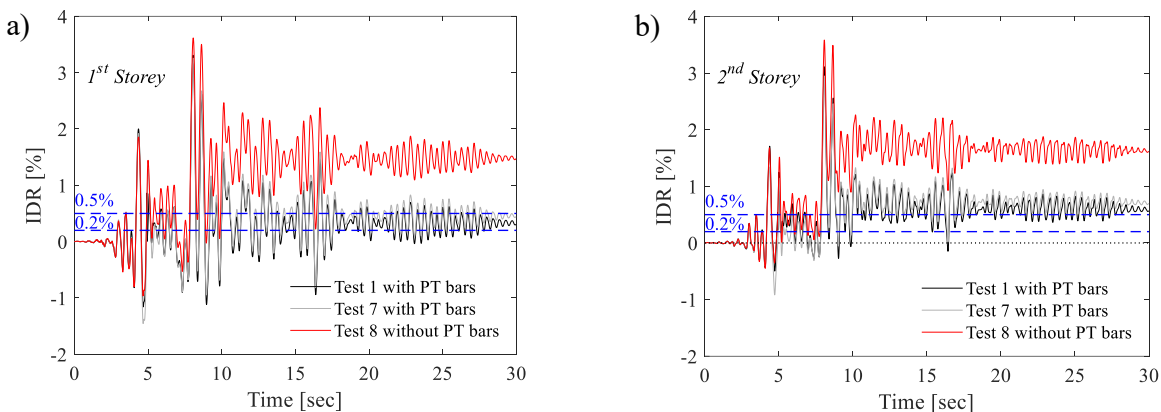 a)
4
3
2
1
0
-1
-2
IDR [%]
1st Storey
0.5%
0.2%
Test 1 with PT bars
Test 7 with PT bars
Test 8 without PT bars
0 5 10 15 20 25 30
Time [sec]
b)
4
3
2
1
0
-1
-2
IDR [%]
2nd Storey
0.5%
0.2%
Test 1 with PT bars
Test 7 with PT bars
Test 8 without PT bars
0 5 10 15 20 25 30
Time [sec]